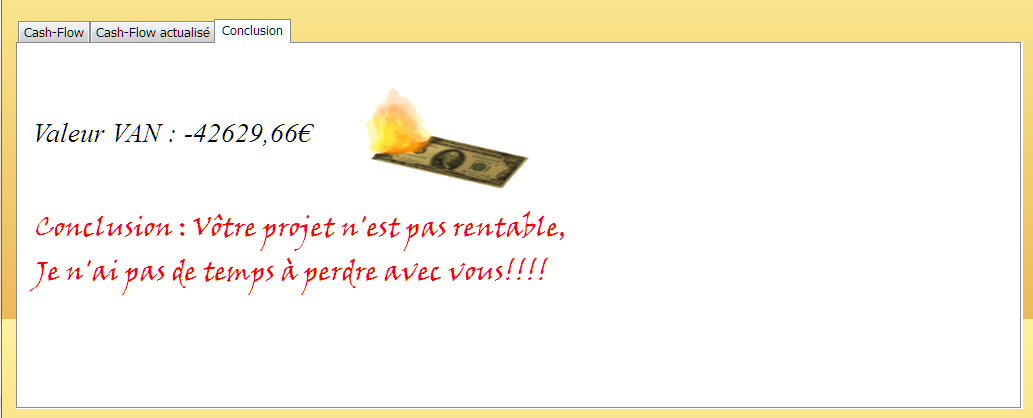 Cash-Flow Cash-Flow actualisé Conclusion
Valeur VAN : -42629,66€
Conclusion : Vôtre projet n'est pas rentable,
Je n'ai pas de temps à perdre avec vous!!!!